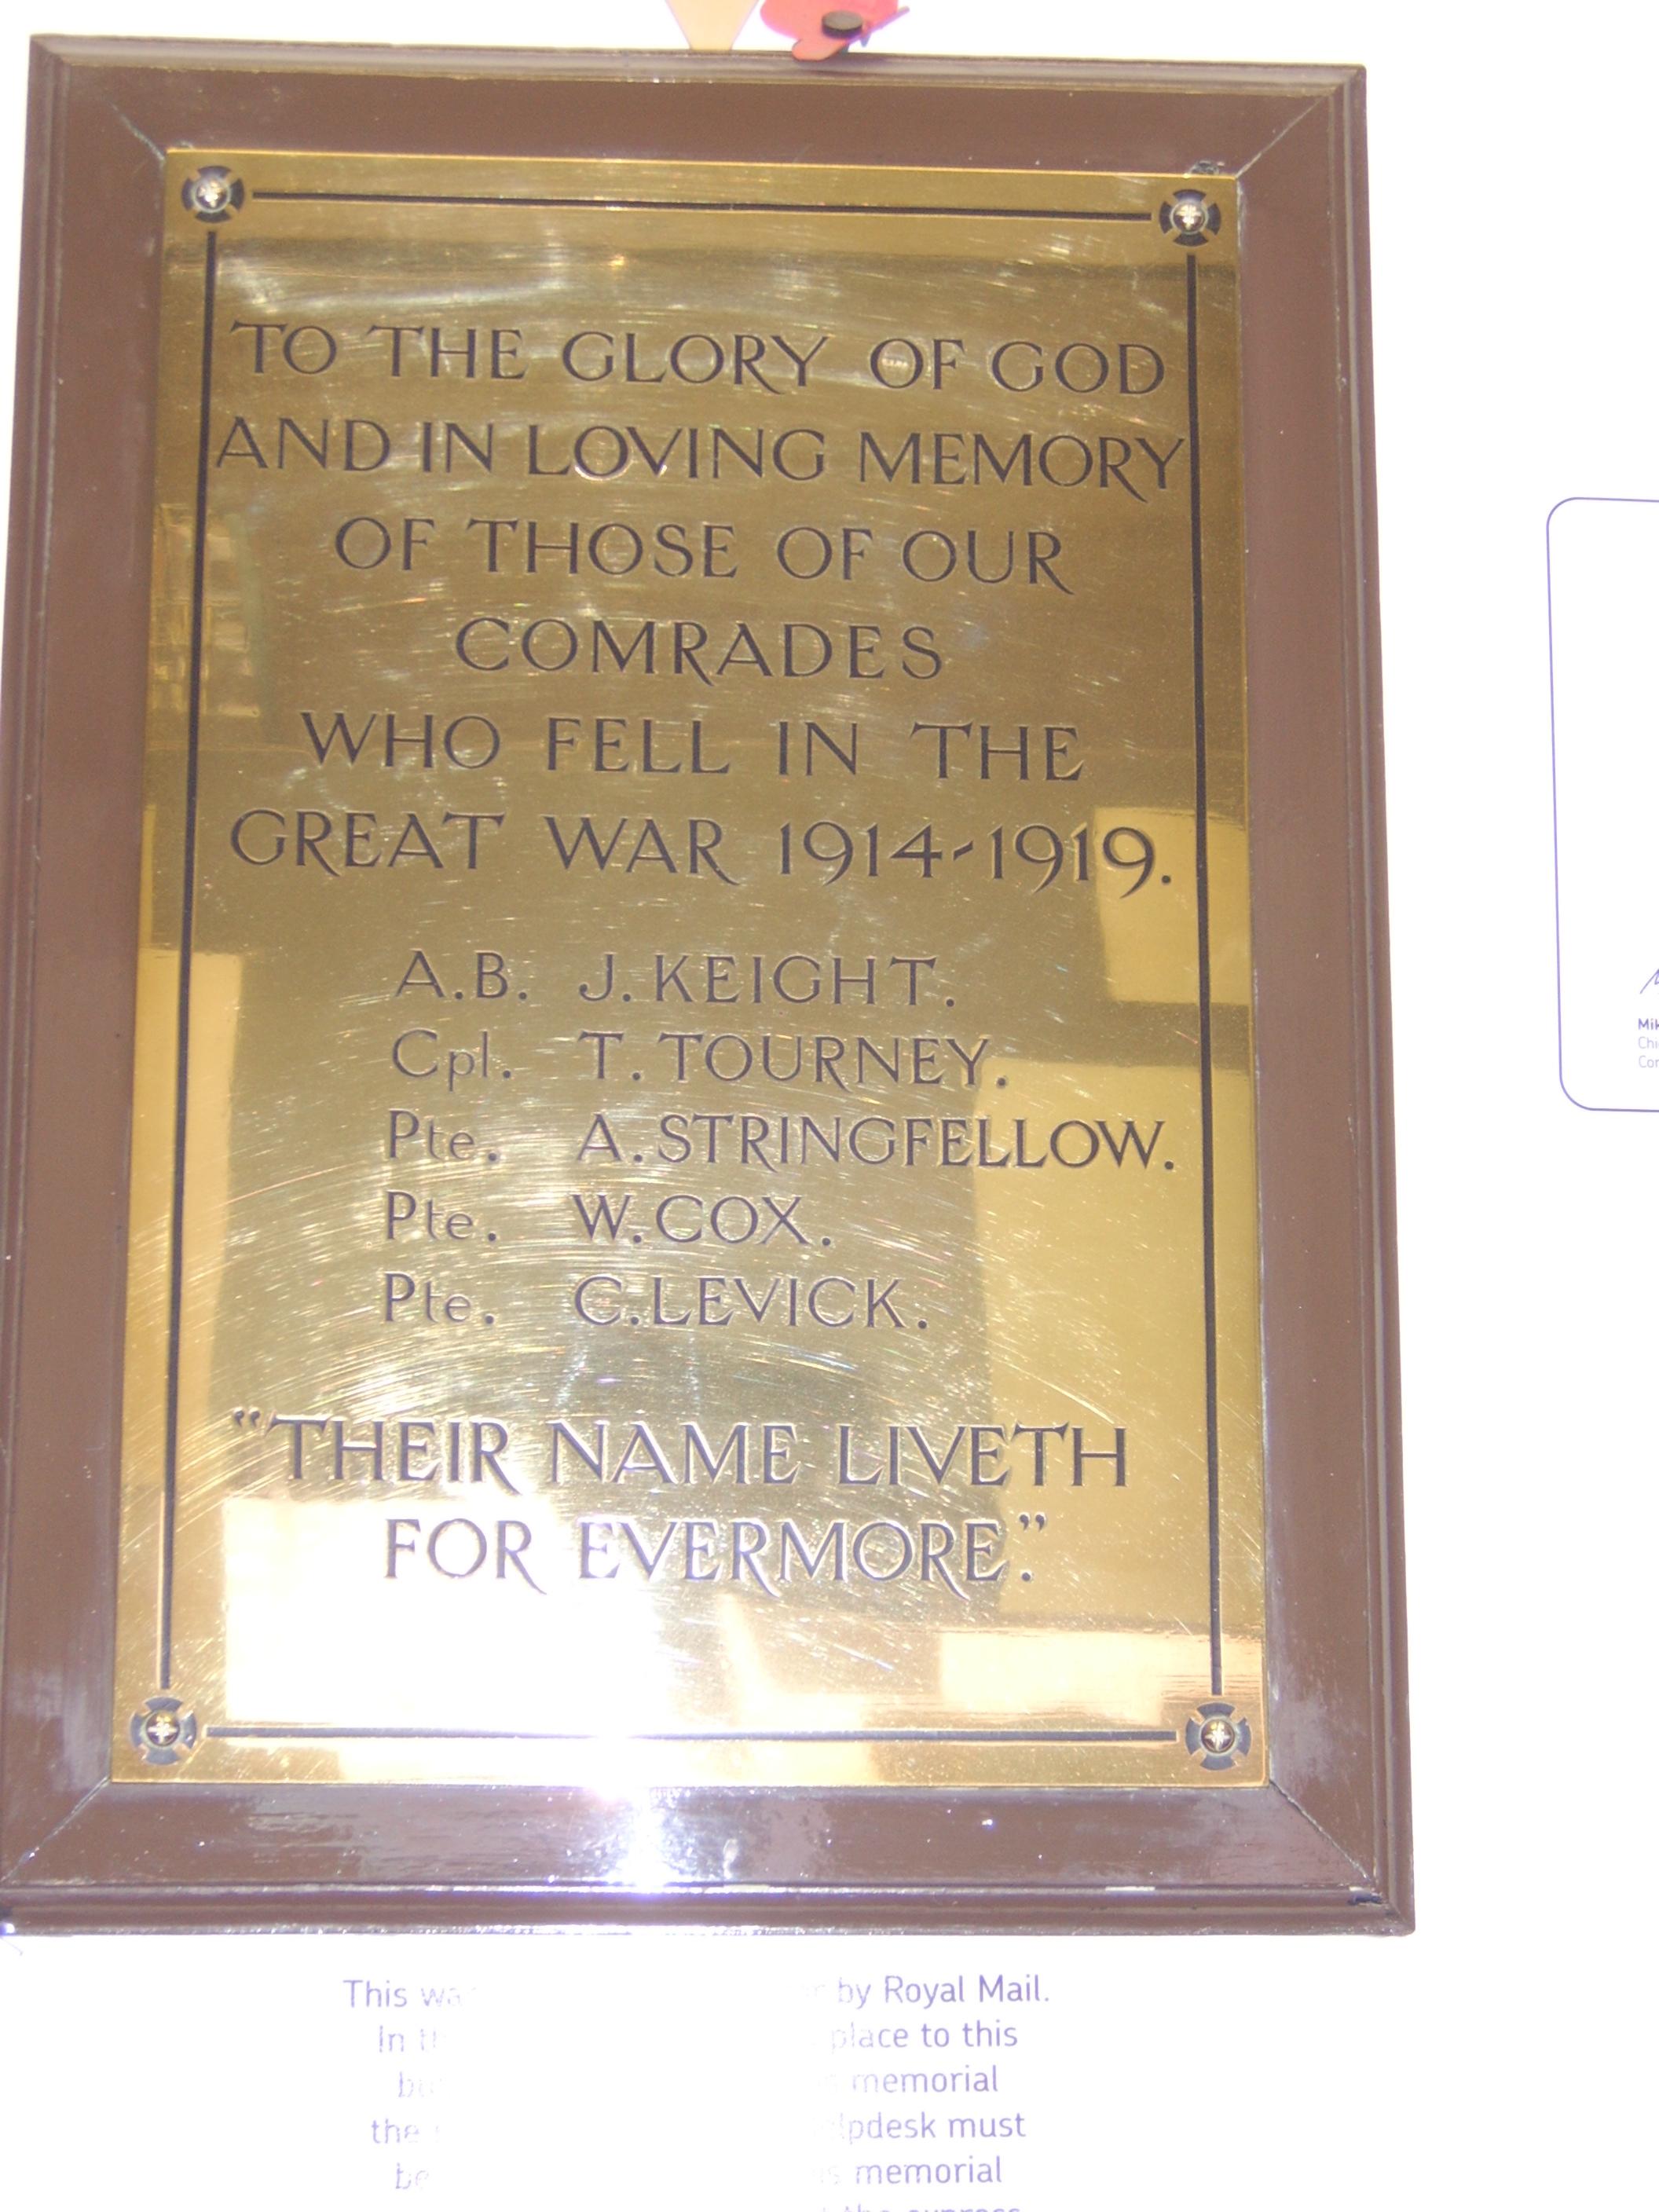 TO THE GLORY OF GOD
AND IN LOVING MEMORY
OF THOSE OF OUR
COMRADES
WHO FELL IN THE
GREAT WAR 1914-1919.
A.B. J. KEIGHT.
Cpl. T. TOURNEY.
Pte. A. STRINGFELLOW.
Pte. W. COX.
Pte. C. LEVICK.
"THEIR NAME LIVETH
FOR EVERMORE."
This by Royal Mail.
In place to this
memorial
the must
memorial